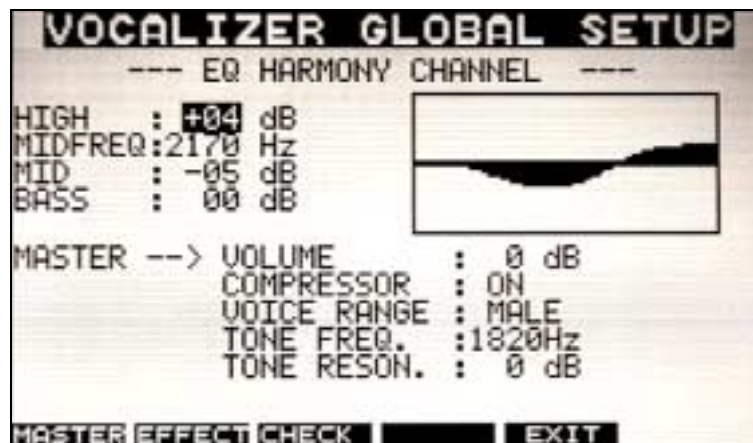 VOCALIZER GLOBAL SETUP
--- EQ HARMONY CHANNEL ---
HIGH : +04 dB
MIDFREQ:2170 Hz
MID : -05 dB
BASS : 00 dB
MASTER --> VOLUME : 0 dB
COMPRESSOR : ON
VOICE RANGE : MALE
TONE FREQ. :1820Hz
TONE RESON. : 0 dB
MASTER EFFECT CHECK EXIT